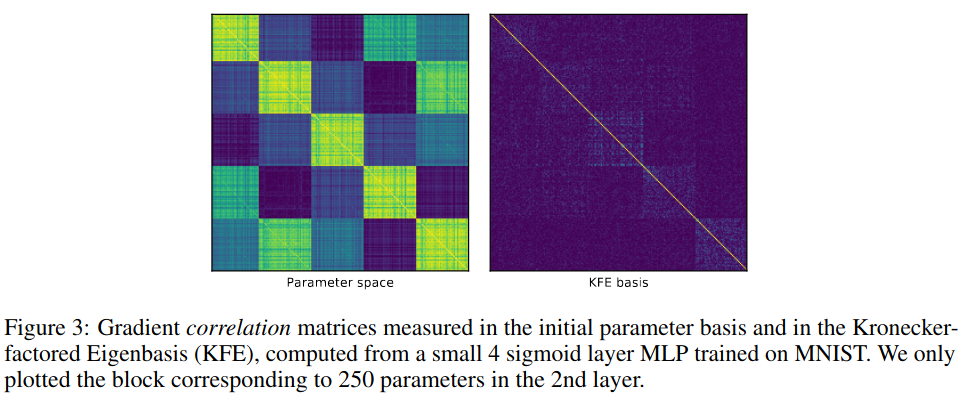 Parameter space
KFE basis
Figure 3: Gradient correlation matrices measured in the initial parameter basis and in the Kronecker-
factored Eigenbasis (KFE), computed from a small 4 sigmoid layer MLP trained on MNIST. We only
plotted the block corresponding to 250 parameters in the 2nd layer.